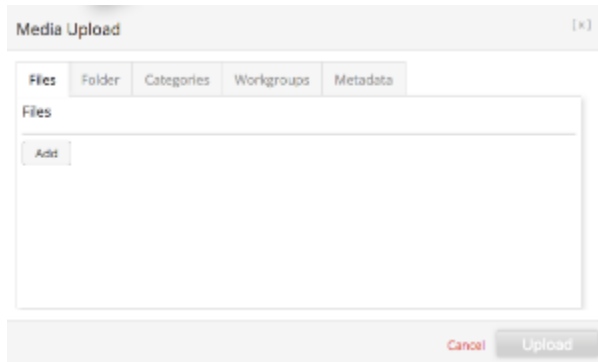 Media Upload [x]
Files Folder Categories Workgroups Metadata
Files
Add
Cancel Upload